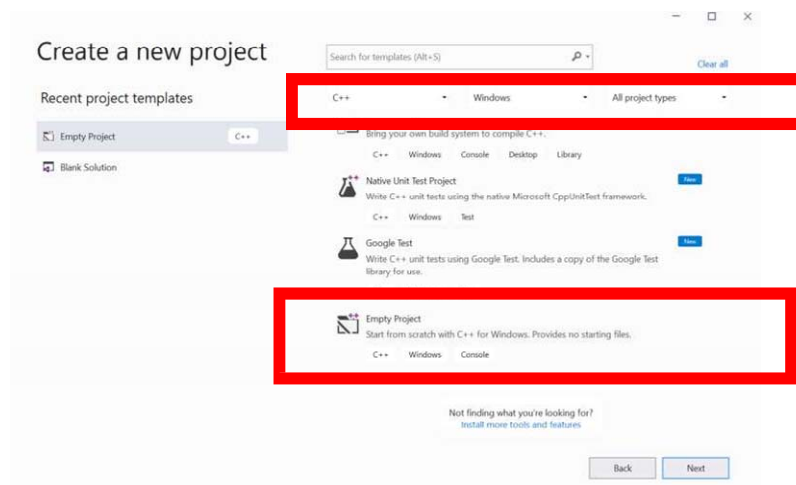 Create a new project
Search for templates (Alt+S)
Clear all
Recent project templates
C++ Windows All project types
Empty Project C++
Blank Solution
Bring your own build system to compile C++.
C++ Windows Console Desktop Library
Native Unit Test Project New
Write C++ unit tests using the native Microsoft CppUnitTest framework.
C++ Windows Test
Google Test New
Write C++ unit tests using Google Test. Includes a copy of the Google Test
library for use.
Empty Project
Start from scratch with C++ for Windows. Provides no starting files.
C++ Windows Console
Not finding what you're looking for?
Install more tools and features
Back Next